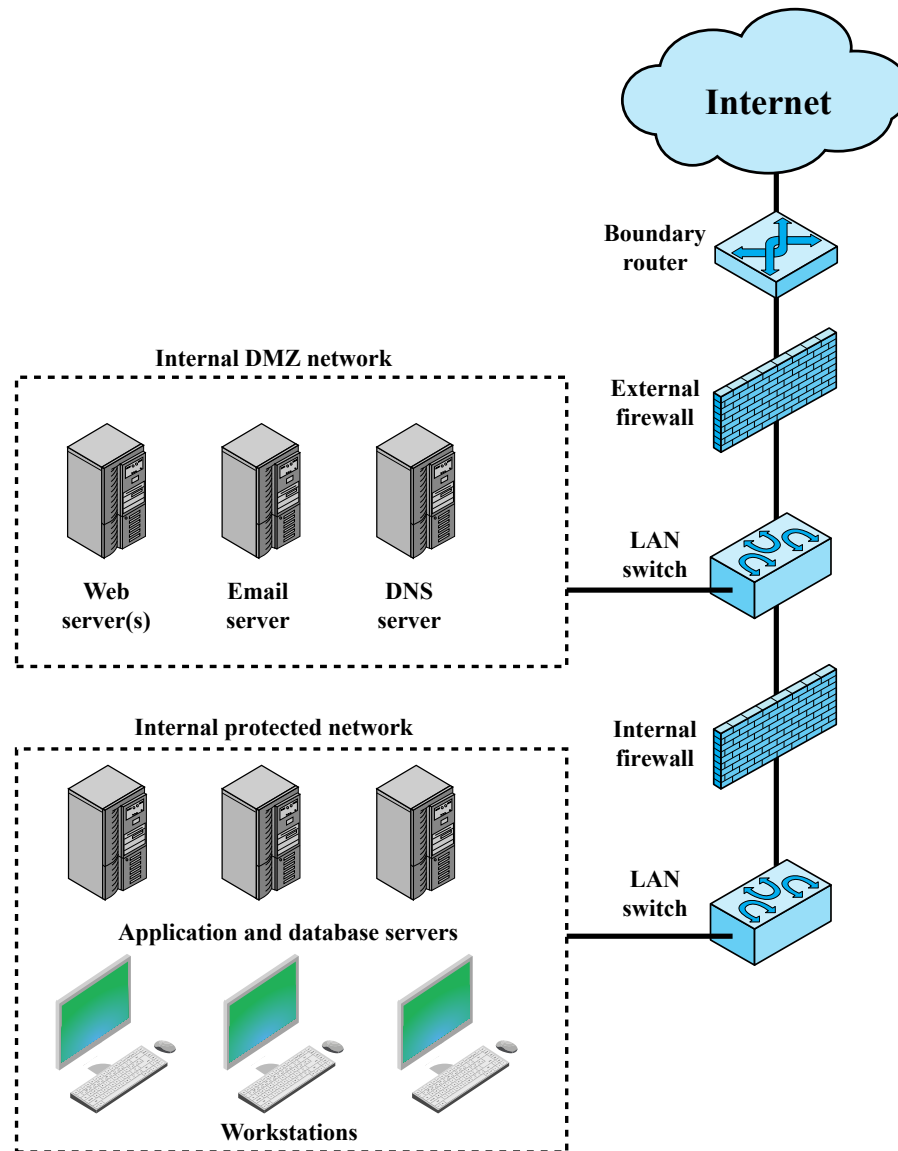 Internet
Boundary
router
Internal DMZ network
External
firewall
Web
server(s)
Email
server
DNS
server
LAN
switch
Internal protected network
Internal
firewall
Application and database servers
LAN
switch
Workstations